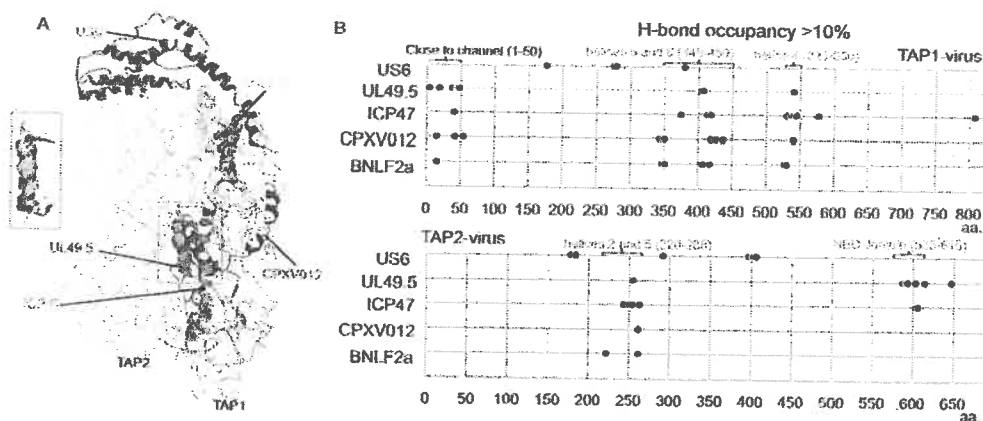 A
B
H-bond occupancy >10%
Close to channel (1-50)
TAP1-virus
US6
UL49.5
ICP47
CPXV012
BNLF2a
0 50 100 150 200 250 300 350 400 450 500 550 600 650 700 750 800
aa.
TAP2-virus
US6
UL49.5
ICP47
CPXV012
BNLF2a
0 50 100 150 200 250 300 350 400 450 500 550 600 650
aa.
UL49.5
CPXV012
TAP2
TAP1